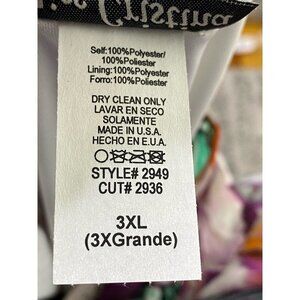 Cristina
Self:100%Polyester/
100%Poliester
Lining:100%Polyester
Forro:100%Poliester
DRY CLEAN ONLY
LAVAR EN SECO
SOLAMENTE
MADE IN U.S.A.
HECHO EN E.U.A.
STYLE# 2949
CUT# 2936
3XL
(3XGrande)